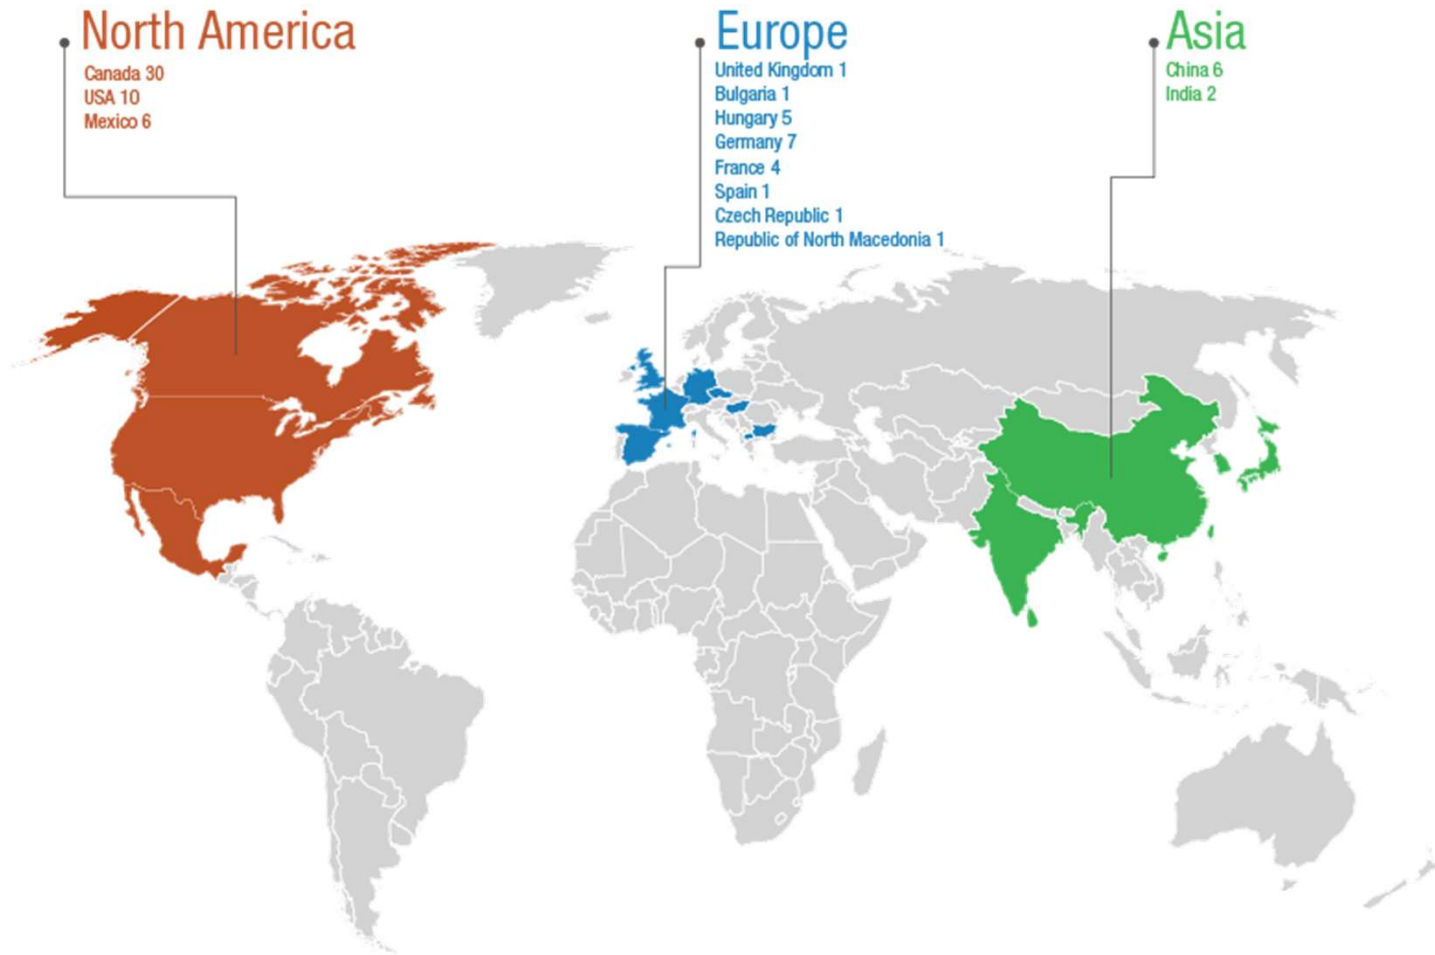 North America
Canada 30
USA 10
Mexico 6
Europe
United Kingdom 1
Bulgaria 1
Hungary 5
Germany 7
France 4
Spain 1
Czech Republic 1
Republic of North Macedonia 1
Asia
China 6
India 2